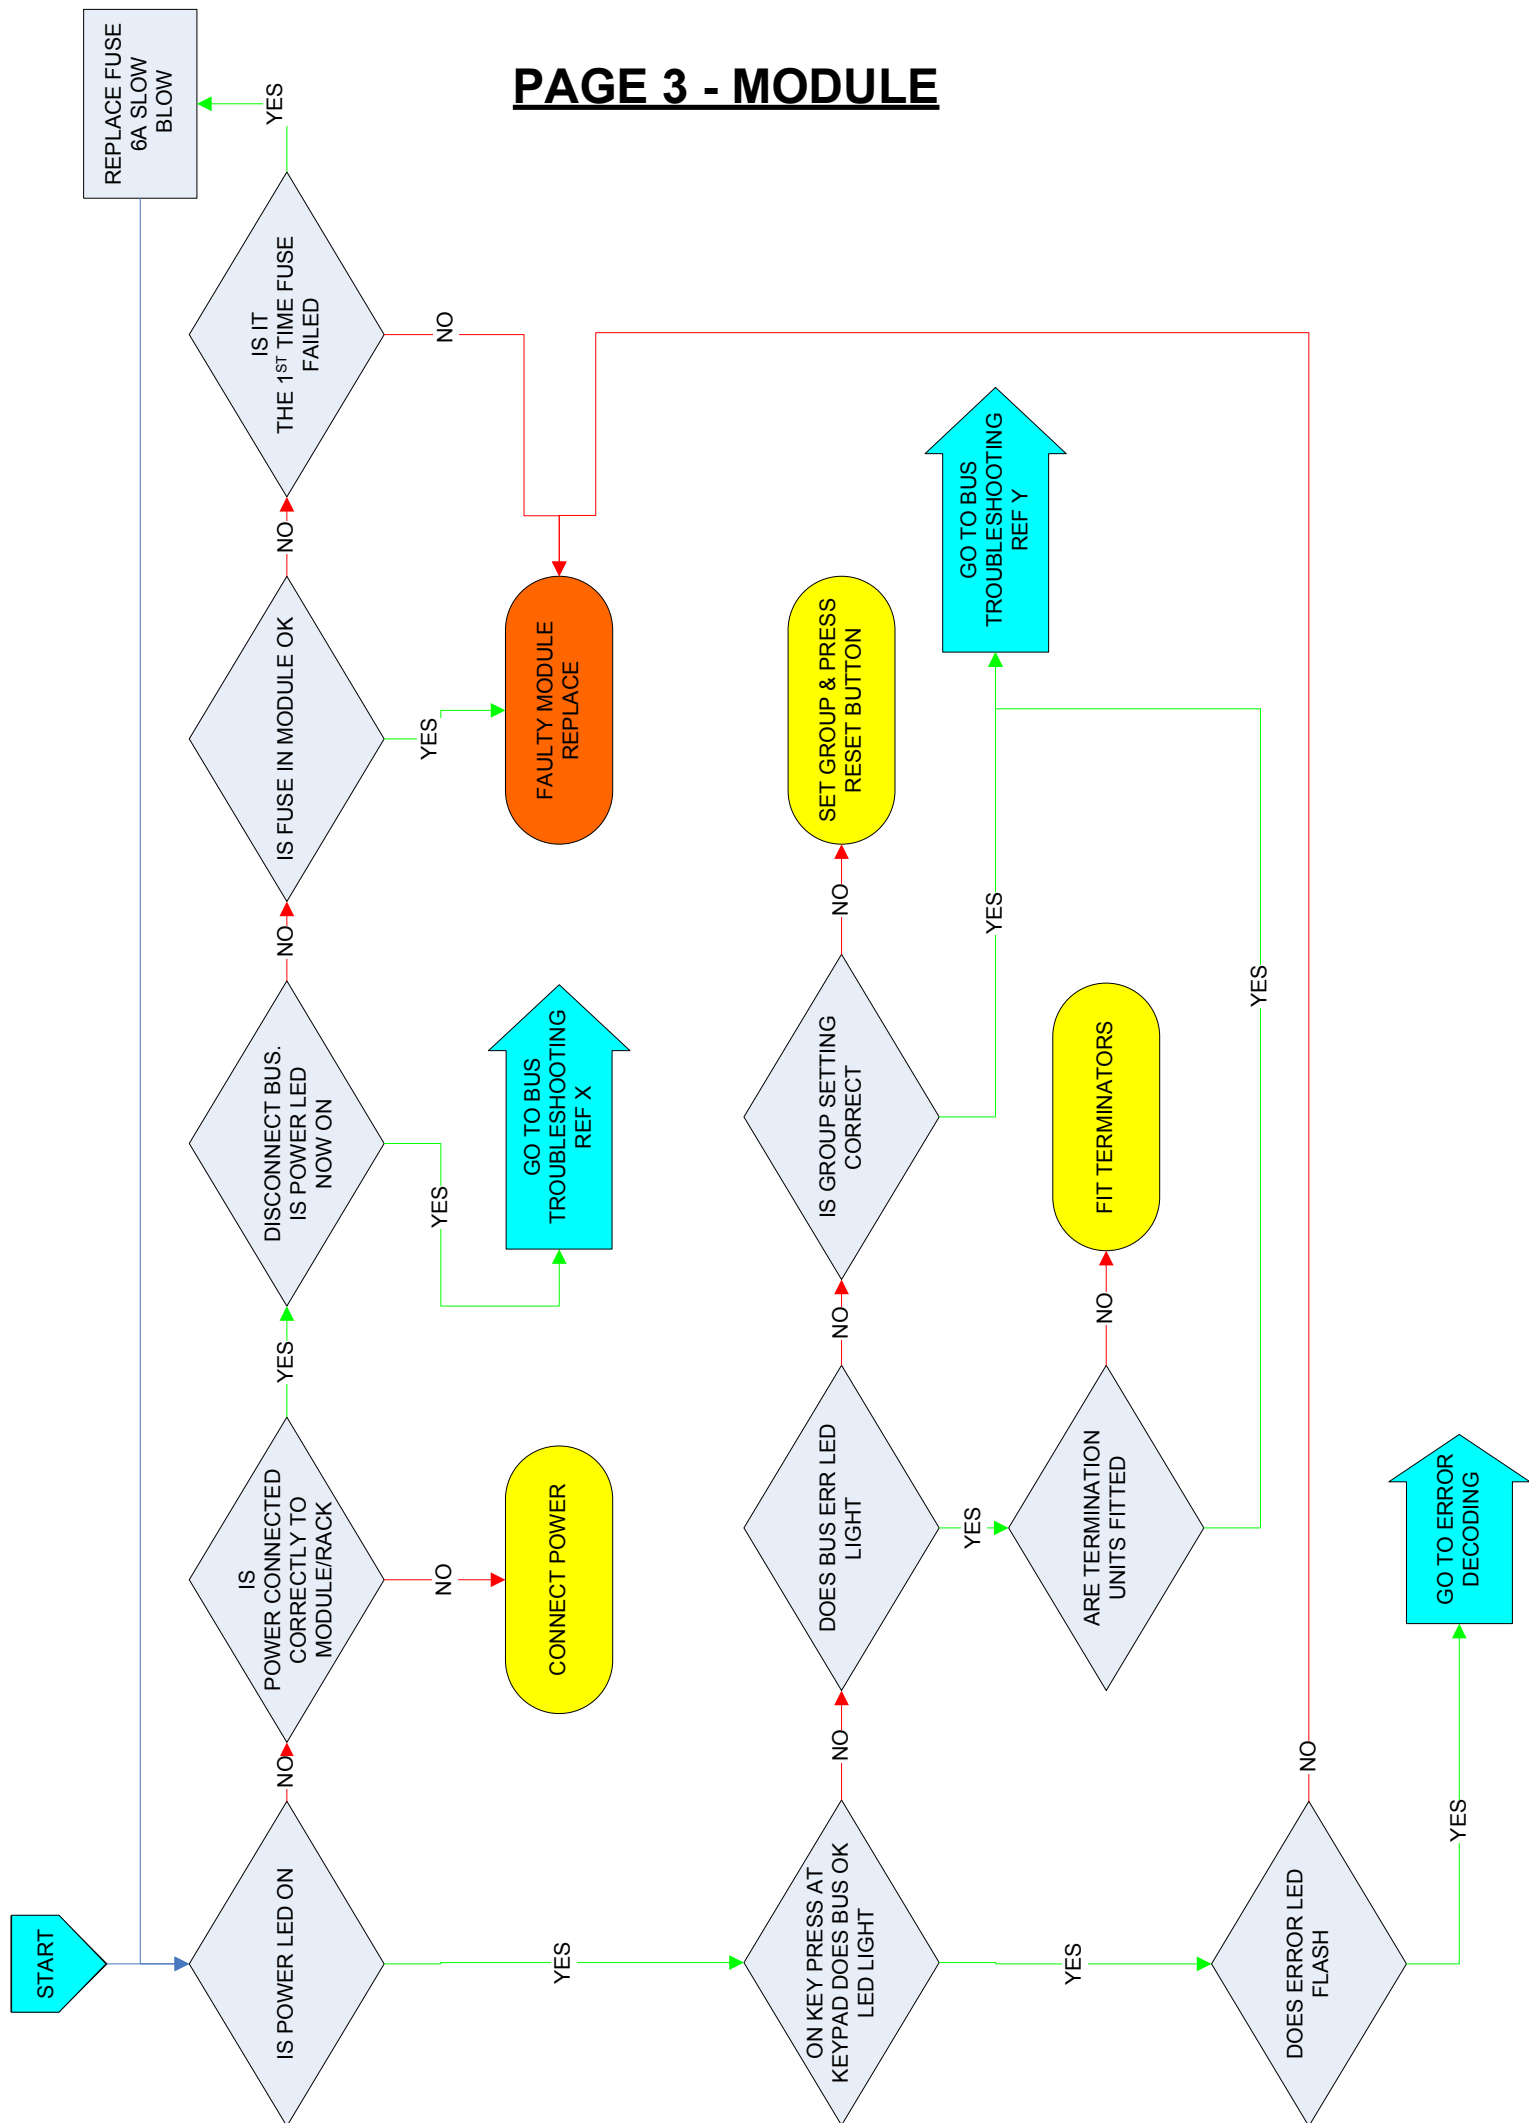 PAGE 3 - MODULE
START
IS POWER LED ON
NO
IS
POWER CONNECTED
CORRECTLY TO
MODULE/RACK
YES
DISCONNECT BUS.
IS POWER LED
NOW ON
NO
IS FUSE IN MODULE OK
NO
IS IT
THE 1ST TIME FUSE
FAILED
YES
REPLACE FUSE
6A SLOW
BLOW
NO
CONNECT POWER
YES
GO TO BUS
TROUBLESHOOTING
REF X
YES
FAULTY MODULE
REPLACE
NO
YES
ON KEY PRESS AT
KEYPAD DOES BUS OK
LED LIGHT
NO
DOES BUS ERR LED
LIGHT
NO
IS GROUP SETTING
CORRECT
NO
SET GROUP & PRESS
RESET BUTTON
YES
GO TO BUS
TROUBLESHOOTING
REF Y
YES
ARE TERMINATION
UNITS FITTED
NO
FIT TERMINATORS
YES
YES
DOES ERROR LED
FLASH
NO
YES
GO TO ERROR
DECODING